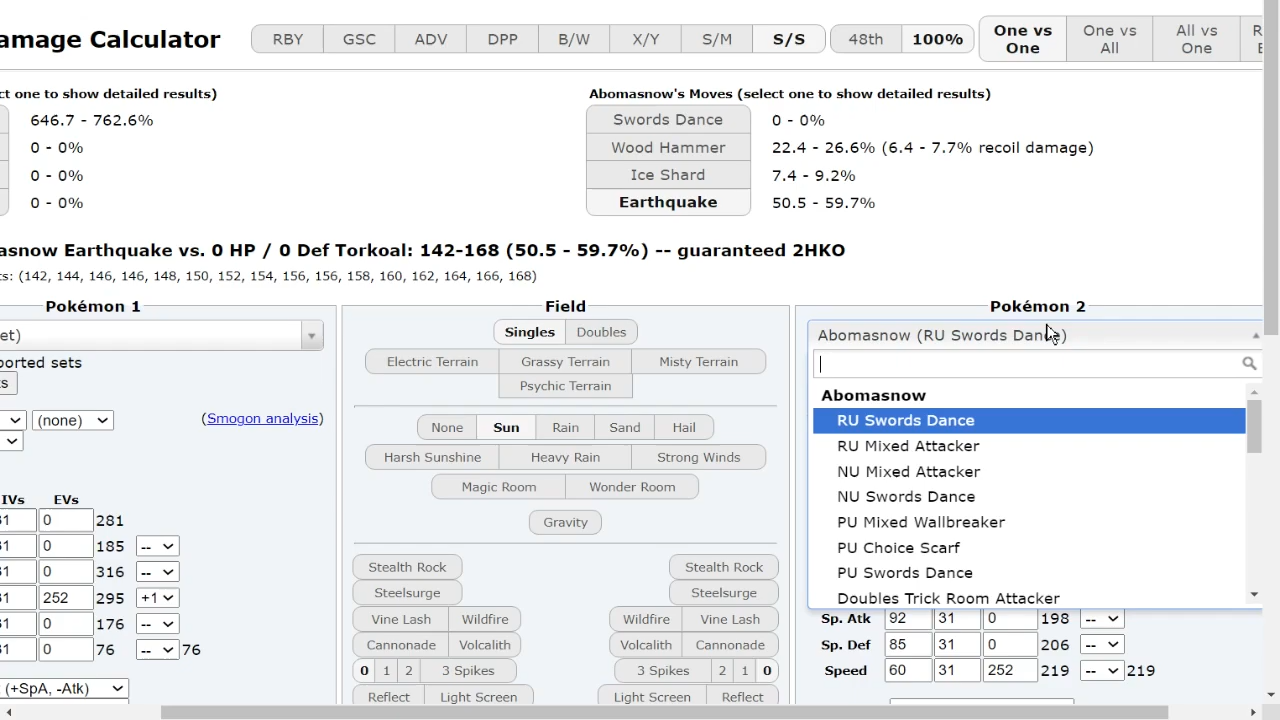 amage Calculator
RBY GSC ADV DPP B/W X/Y S/M S/S
48th 100%
One vs One
One vs All
All vs One
R
ct one to show detailed results)
646.7 - 762.6%
0 - 0%
0 - 0%
0 - 0%
Abomasnow's Moves (select one to show detailed results)
Swords Dance 0 - 0%
Wood Hammer 22.4 - 26.6% (6.4 - 7.7% recoil damage)
Ice Shard 7.4 - 9.2%
Earthquake 50.5 - 59.7%
asnow Earthquake vs. 0 HP / 0 Def Torkoal: 142-168 (50.5 - 59.7%) -- guaranteed 2HKO
ts: (142, 144, 146, 146, 148, 150, 152, 154, 156, 156, 158, 160, 162, 164, 166, 168)
Pokémon 1
et)
ported sets
s
(none)
(Smogon analysis)
IVs EVs
31 0 281
31 0 185 --
31 0 316 --
31 252 295 +1
31 0 176 --
31 0 76 -- 76
t (+SpA, -Atk)
Field
Singles Doubles
Electric Terrain Grassy Terrain Misty Terrain
Psychic Terrain
None Sun Rain Sand Hail
Harsh Sunshine Heavy Rain Strong Winds
Magic Room Wonder Room
Gravity
Stealth Rock Stealth Rock
Steelsurge Steelsurge
Vine Lash Wildfire Wildfire Vine Lash
Cannonade Volcalith Volcalith Cannonade
0 1 2 3 Spikes 3 Spikes 2 1 0
Reflect Light Screen Light Screen Reflect
Pokémon 2
Abomasnow (RU Swords Dance)
Abomasnow
RU Swords Dance
RU Mixed Attacker
NU Mixed Attacker
NU Swords Dance
PU Mixed Wallbreaker
PU Choice Scarf
PU Swords Dance
Doubles Trick Room Attacker
Sp. Atk 92 31 0 198 --
Sp. Def 85 31 0 206 --
Speed 60 31 252 219 -- 219